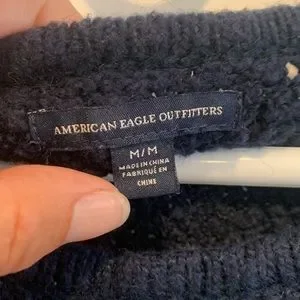 AMERICAN EAGLE OUTFITTERS
M/M
MADE IN CHINA
FABRIQUÉ EN
CHINE